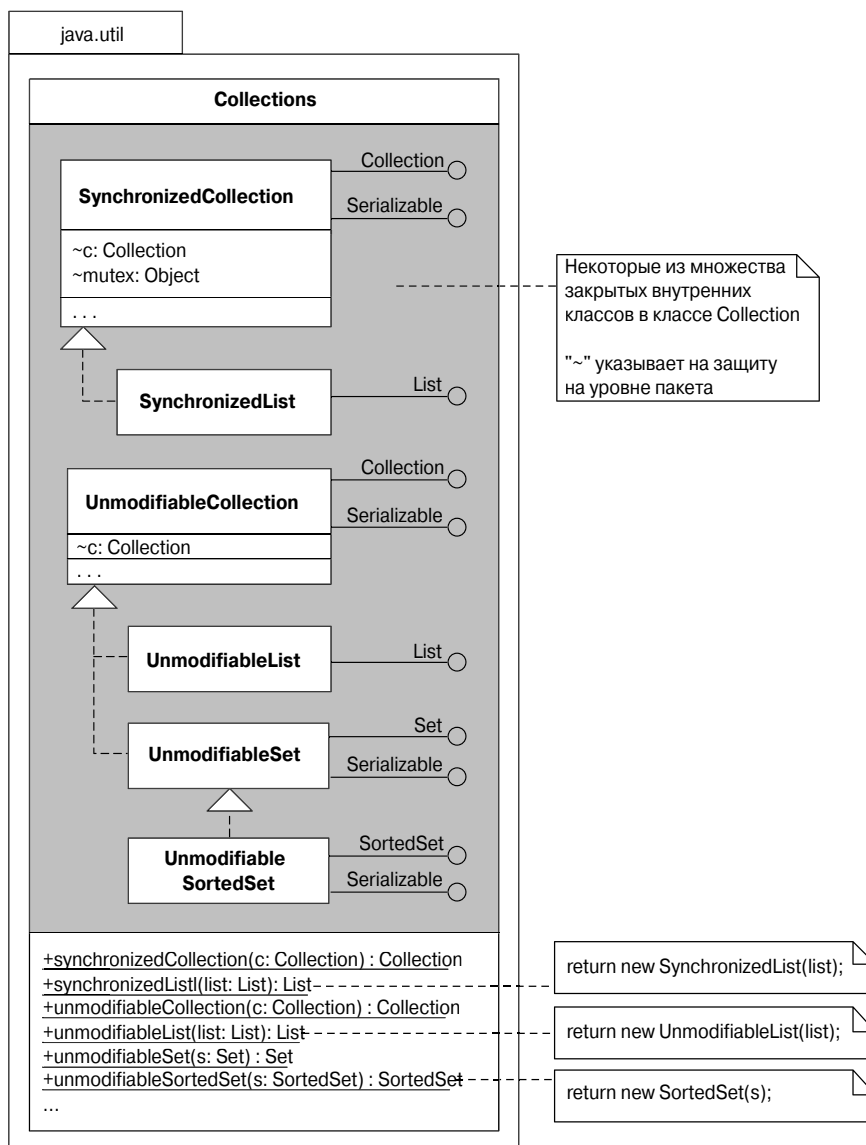 java.util
Collections
SynchronizedCollection
Collection
Serializable
~c: Collection
~mutex: Object
. . .
SynchronizedList
List
Некоторые из множества
закрытых внутренних
классов в классе Collection
"~" указывает на защиту
на уровне пакета
UnmodifiableCollection
Collection
Serializable
~c: Collection
. . .
UnmodifiableList
List
UnmodifiableSet
Set
Serializable
Unmodifiable
SortedSet
SortedSet
Serializable
+synchronizedCollection(c: Collection) : Collection
+synchronizedListl(list: List): List
+unmodifiableCollection(c: Collection) : Collection
+unmodifiableList(list: List): List
+unmodifiableSet(s: Set) : Set
+unmodifiableSortedSet(s: SortedSet) : SortedSet
...
return new SynchronizedList(list);
return new UnmodifiableList(list);
return new SortedSet(s);